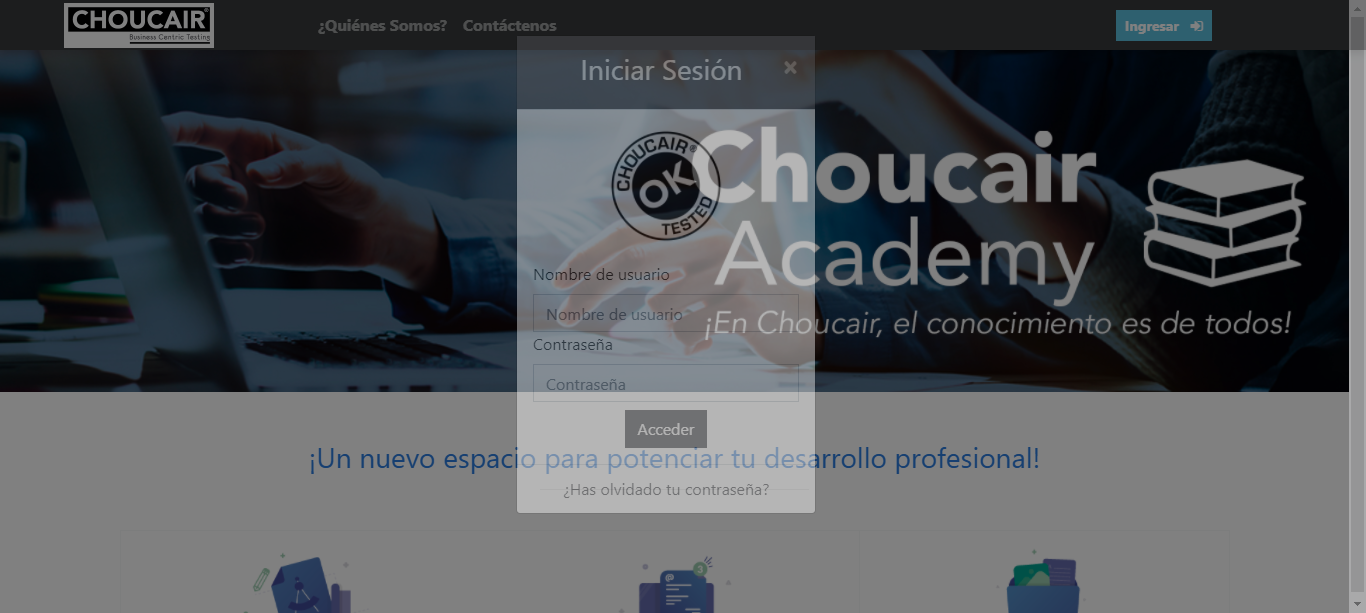 CHOUCAIR®
Business Centric Testing
¿Quiénes Somos? Contáctenos
Ingresar
Iniciar Sesión ×
CHOUCAIR®
OK
TESTED
Choucair
Academy
¡En Choucair, el conocimiento es de todos!
Nombre de usuario
Nombre de usuario
Contraseña
Contraseña
Acceder
¡Un nuevo espacio para potenciar tu desarrollo profesional!
¿Has olvidado tu contraseña?